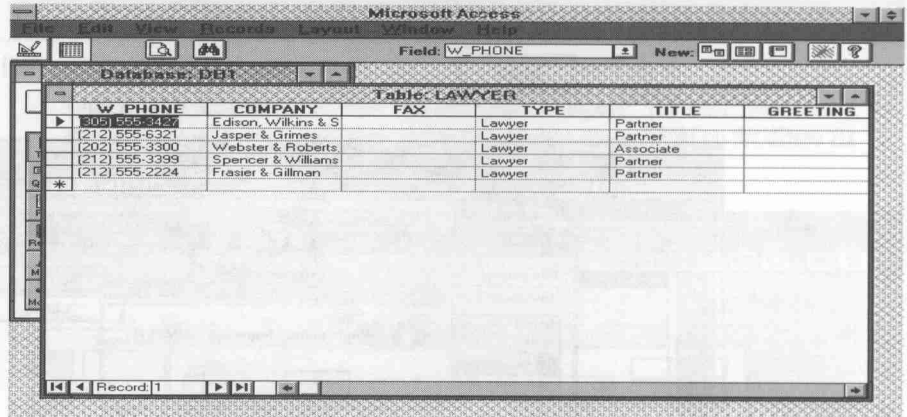 Microsoft Access
File Edit View Records Layout Window Help
Field: W_PHONE New:
Database: DB1
Table: LAWYER
W_PHONE COMPANY FAX TYPE TITLE GREETING
(305) 555-3427 Edison, Wilkins & S Lawyer Partner
(212) 555-6321 Jasper & Grimes Lawyer Partner
(202) 555-3300 Webster & Roberts, Lawyer Associate
(212) 555-3399 Spencer & Williams Lawyer Partner
(212) 555-2224 Frasier & Gillman Lawyer Partner
Record: 1